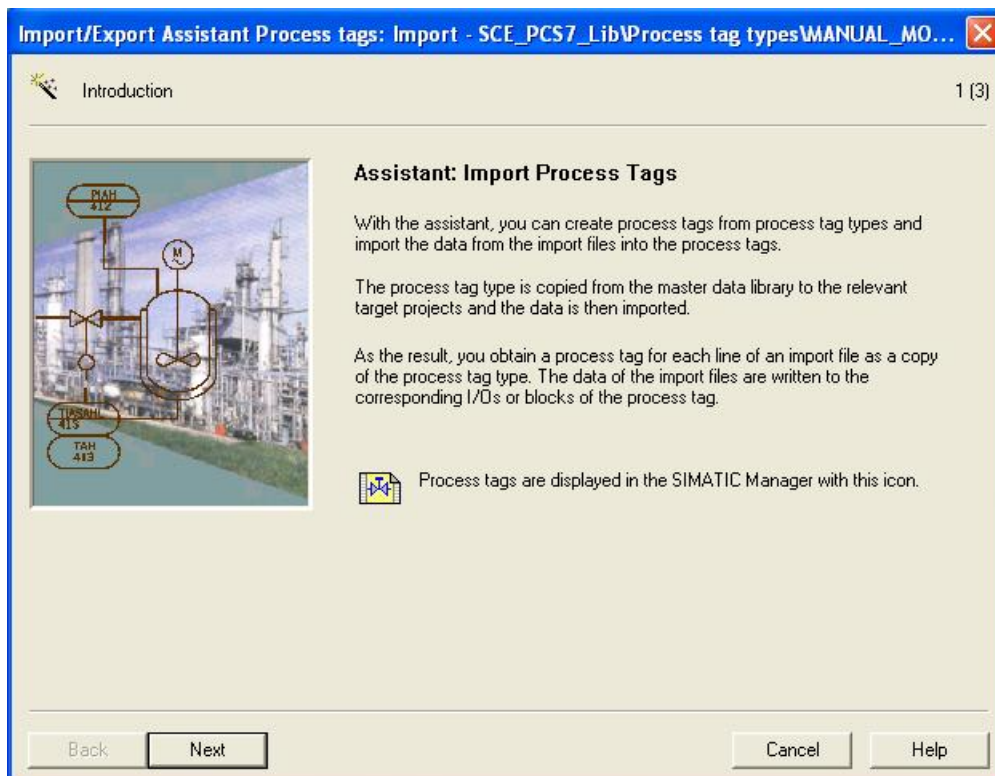 Import/Export Assistant Process tags: Import - SCE_PCS7_Lib\Process tag types\MANUAL_MO...
Introduction
1 (3)
PIAH
412
M
TIASAHL
413
TAH
413
Assistant: Import Process Tags
With the assistant, you can create process tags from process tag types and
import the data from the import files into the process tags.
The process tag type is copied from the master data library to the relevant
target projects and the data is then imported.
As the result, you obtain a process tag for each line of an import file as a copy
of the process tag type. The data of the import files are written to the
corresponding I/Os or blocks of the process tag.
Process tags are displayed in the SIMATIC Manager with this icon.
Back
Next
Cancel
Help